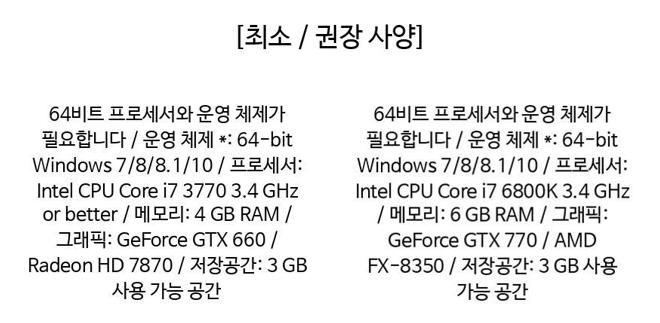 [최소 / 권장 사양]
64비트 프로세서와 운영 체제가
필요합니다 / 운영 체제 *: 64-bit
Windows 7/8/8.1/10 / 프로세서:
Intel CPU Core i7 3770 3.4 GHz
or better / 메모리: 4 GB RAM /
그래픽: GeForce GTX 660 /
Radeon HD 7870 / 저장공간: 3 GB
사용 가능 공간
64비트 프로세서와 운영 체제가
필요합니다 / 운영 체제 *: 64-bit
Windows 7/8/8.1/10 / 프로세서:
Intel CPU Core i7 6800K 3.4 GHz
/ 메모리: 6 GB RAM / 그래픽:
GeForce GTX 770 / AMD
FX-8350 / 저장공간: 3 GB 사용
가능 공간